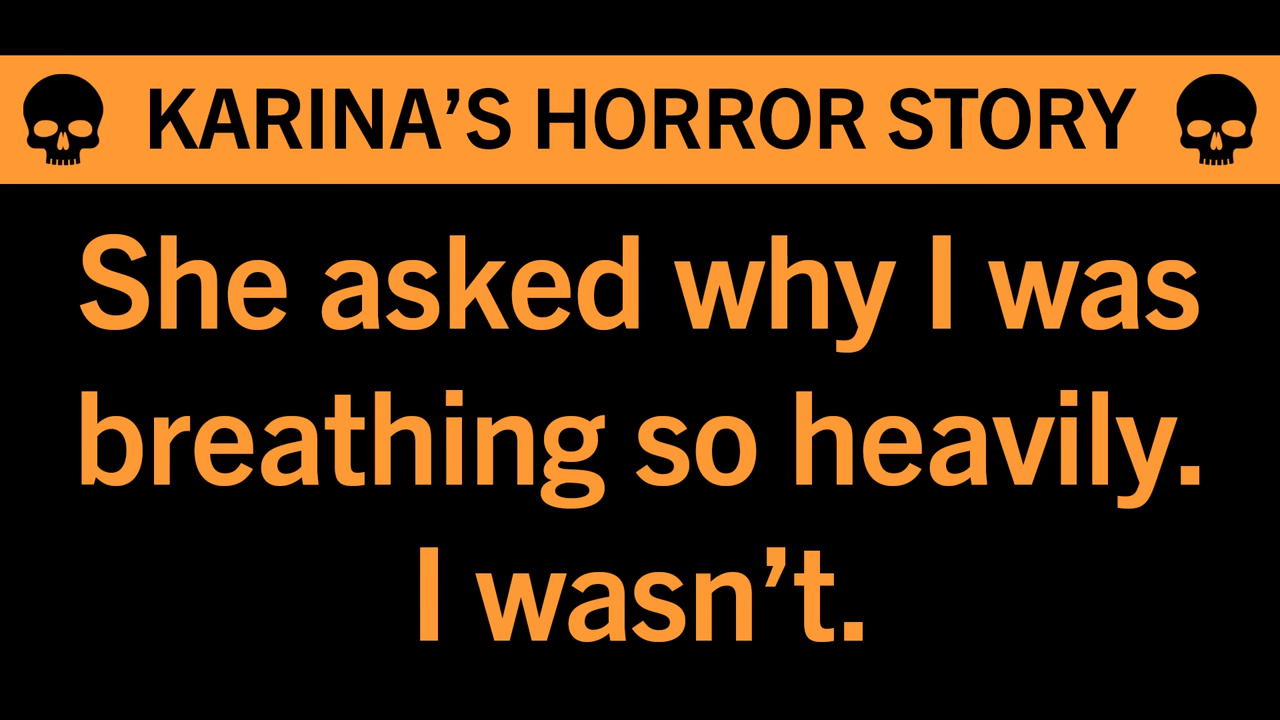 KARINA’S HORROR STORY
She asked why I was
breathing so heavily.
I wasn’t.